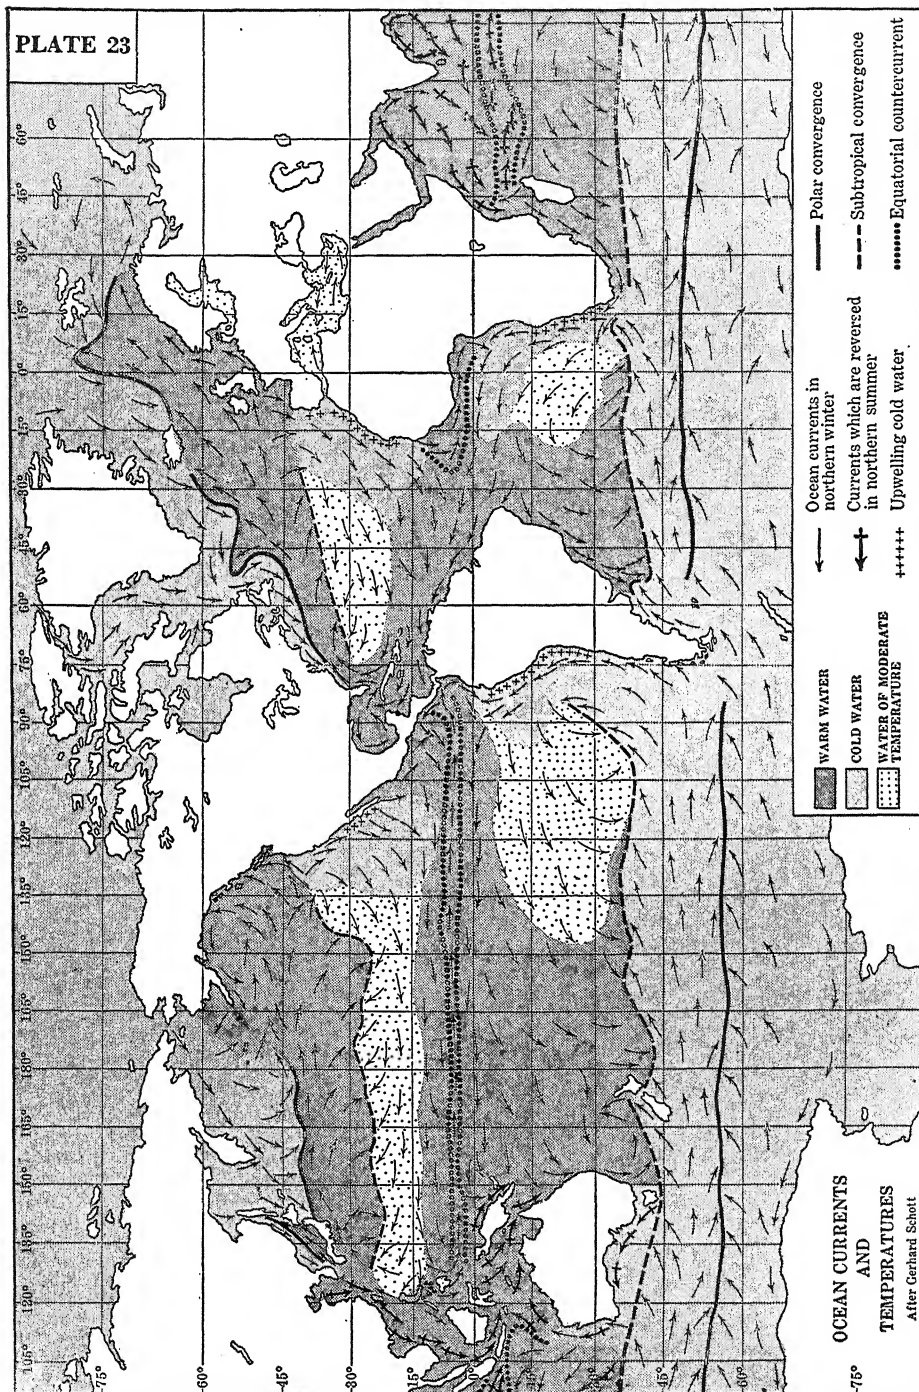 PLATE 23
105°
120°
135°
150°
165°
180°
165°
150°
135°
120°
105°
90°
75°
60°
45°
30°
15°
0°
15°
30°
45°
60°
75°
60°
45°
30°
15°
45°
60°
75°
OCEAN CURRENTS
AND
TEMPERATURES
After Gerhard Schott
WARM WATER
COLD WATER
WATER OF MODERATE
TEMPERATURE
Ocean currents in
northern winter
Currents which are reversed
in northern summer
Upwelling cold water
Polar convergence
Subtropical convergence
Equatorial countercurrent